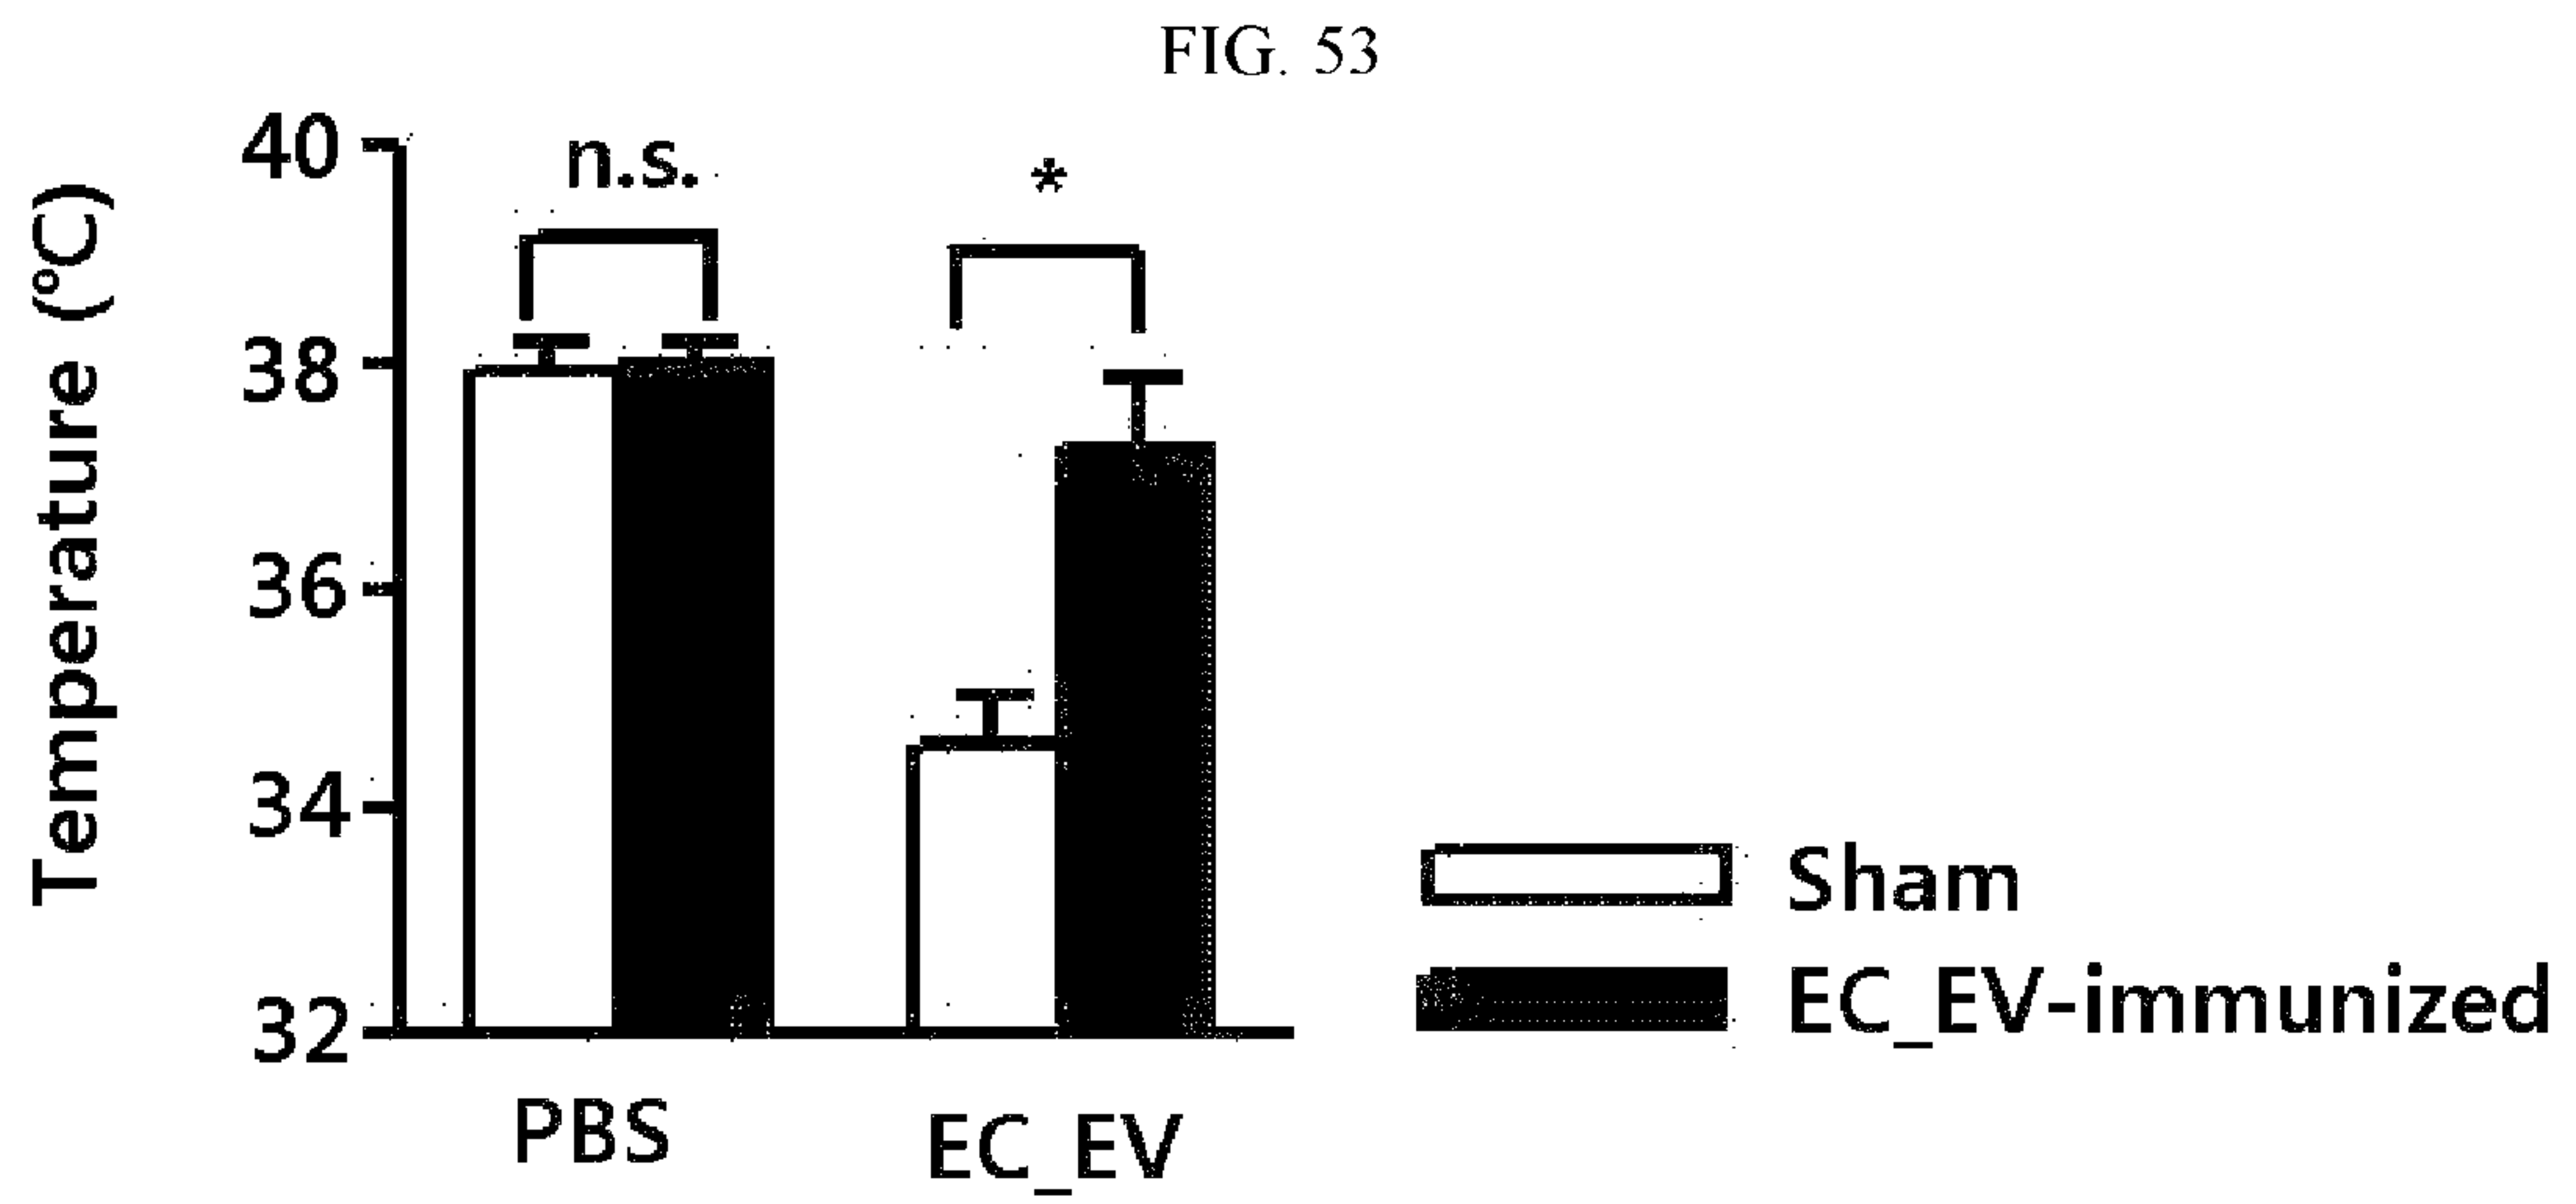 FIG. 53
Temperature (°C)
40
38
36
34
32
n.s.
*
PBS
EC_EV
Sham
EC_EV-immunized